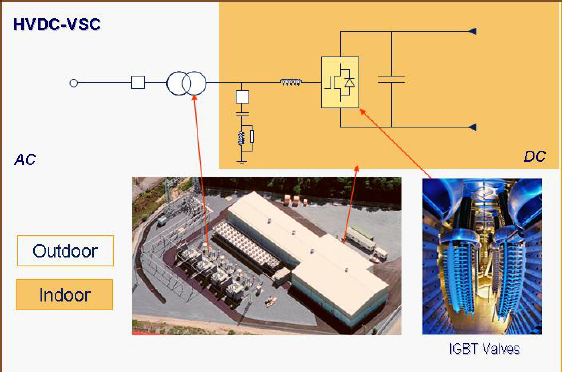 HVDC-VSC
AC
DC
Outdoor
Indoor
IGBT Valves